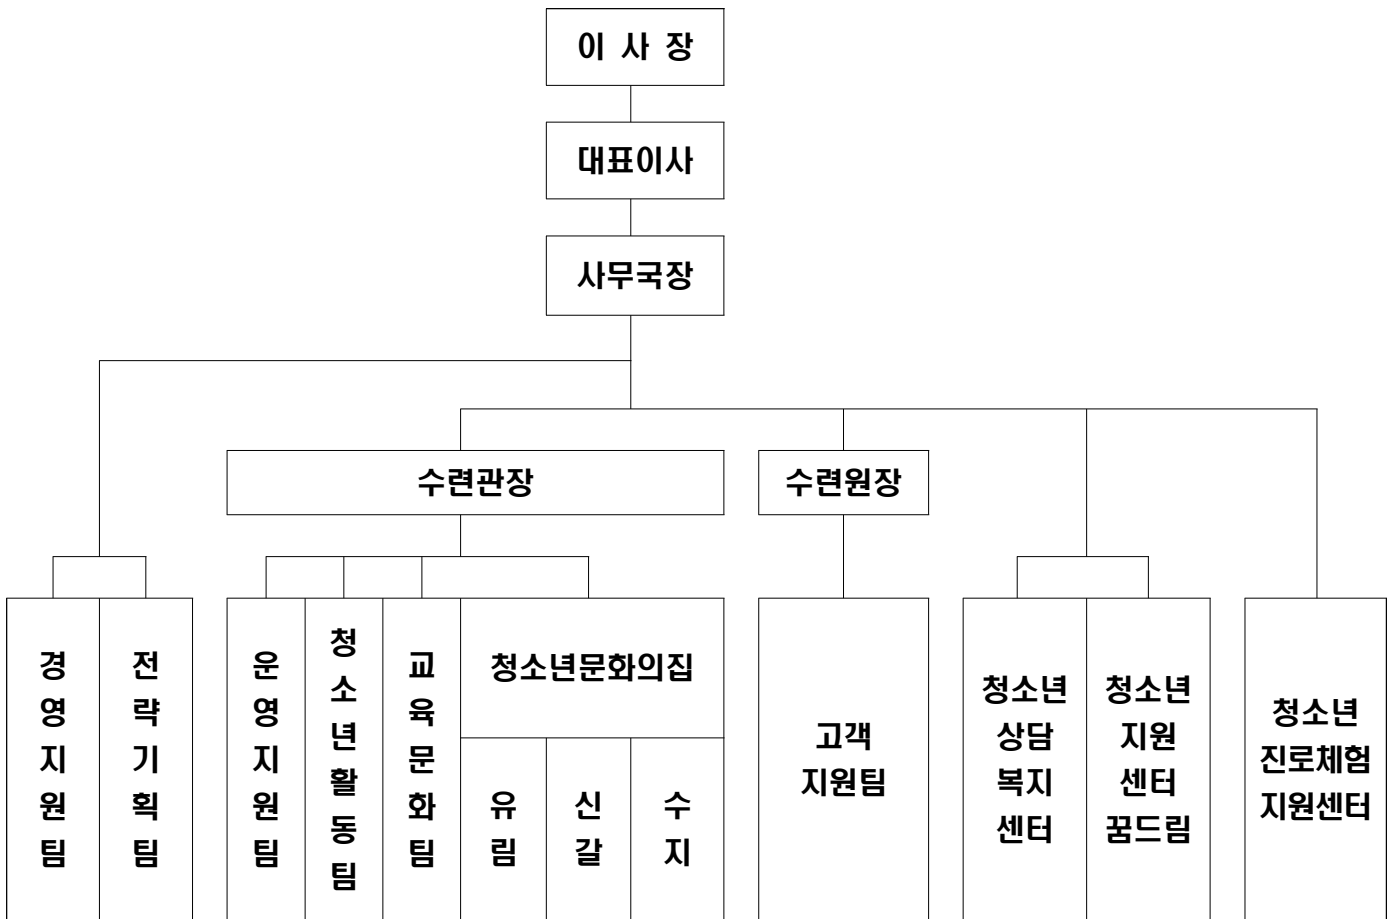 이 사 장
대표이사
사무국장
수련관장
수련원장
경영지원팀
전략기획팀
운영지원팀
청소년활동팀
교육문화팀
청소년문화의집
유림
신갈
수지
고객
지원팀
청소년
상담
복지
센터
청소년
지원
센터
꿈드림
청소년
진로체험
지원센터